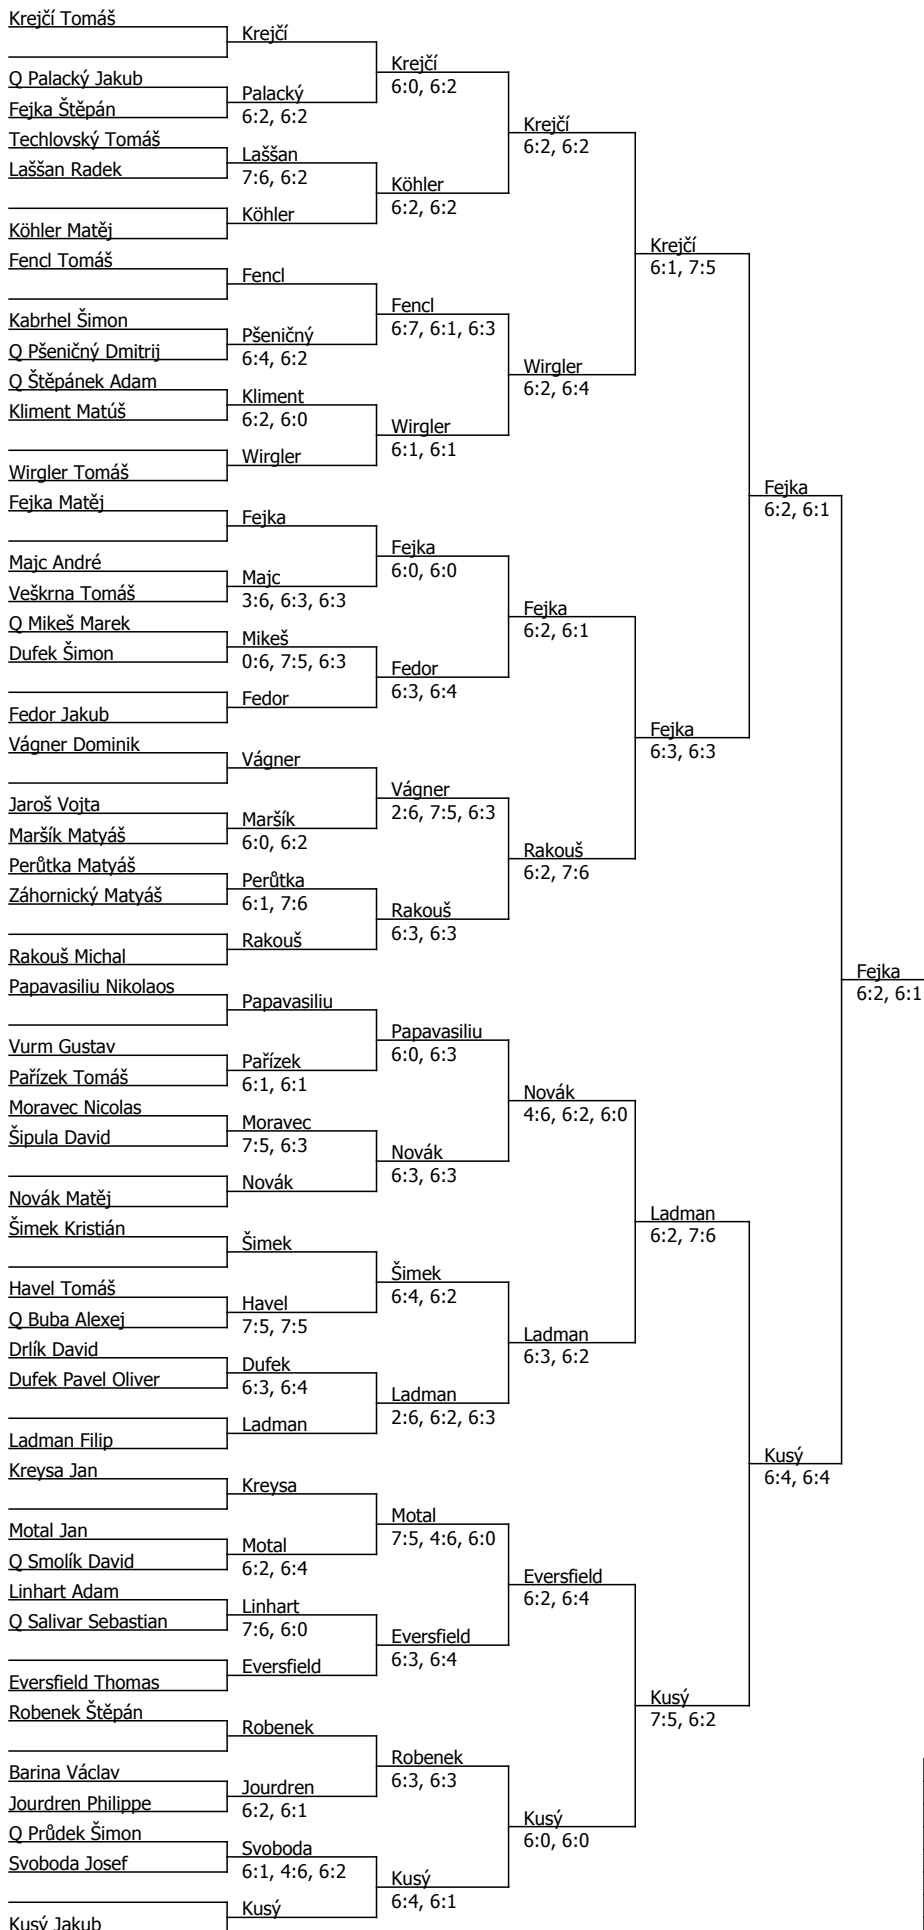 Krejčí Tomáš
Krejčí
Krejčí
6:0, 6:2
Q Palacký Jakub
Palacký
6:2, 6:2
Fejka Štěpán
Krejčí
6:2, 6:2
Techlovský Tomáš
Laššan
7:6, 6:2
Laššan Radek
Köhler
6:2, 6:2
Köhler
Köhler Matěj
Krejčí
6:1, 7:5
Fencl Tomáš
Fencl
Fencl
6:7, 6:1, 6:3
Kabrhel Šimon
Pšeničný
6:4, 6:2
Q Pšeničný Dmitrij
Wirgler
6:2, 6:4
Q Štěpánek Adam
Kliment
6:2, 6:0
Kliment Matúš
Wirgler
6:1, 6:1
Wirgler
Wirgler Tomáš
Fejka
6:2, 6:1
Fejka Matěj
Fejka
Fejka
6:0, 6:0
Majc André
Majc
3:6, 6:3, 6:3
Veškrna Tomáš
Fejka
6:2, 6:1
Q Mikeš Marek
Mikeš
0:6, 7:5, 6:3
Dufek Šimon
Fedor
6:3, 6:4
Fedor
Fedor Jakub
Fejka
6:3, 6:3
Vágner Dominik
Vágner
Vágner
2:6, 7:5, 6:3
Jaroš Vojta
Maršík
6:0, 6:2
Maršík Matyáš
Rakouš
6:2, 7:6
Perůtka Matyáš
Perůtka
6:1, 7:6
Záhornický Matyáš
Rakouš
6:3, 6:3
Rakouš
Rakouš Michal
Fejka
6:2, 6:1
Papavasiliu Nikolaos
Papavasiliu
Papavasiliu
6:0, 6:3
Vurm Gustav
Pařízek
6:1, 6:1
Pařízek Tomáš
Novák
4:6, 6:2, 6:0
Moravec Nicolas
Moravec
7:5, 6:3
Šipula David
Novák
6:3, 6:3
Novák
Novák Matěj
Ladman
6:2, 7:6
Šimek Kristián
Šimek
Šimek
6:4, 6:2
Havel Tomáš
Havel
7:5, 7:5
Q Buba Alexej
Ladman
6:3, 6:2
Drlík David
Dufek
6:3, 6:4
Dufek Pavel Oliver
Ladman
2:6, 6:2, 6:3
Ladman
Ladman Filip
Kusý
6:4, 6:4
Kreysa Jan
Kreysa
Motal
7:5, 4:6, 6:0
Motal Jan
Motal
6:2, 6:4
Q Smolík David
Eversfield
6:2, 6:4
Linhart Adam
Linhart
7:6, 6:0
Q Salivar Sebastian
Eversfield
6:3, 6:4
Eversfield
Eversfield Thomas
Kusý
7:5, 6:2
Robenek Štěpán
Robenek
Robenek
6:3, 6:3
Barina Václav
Jourdren
6:2, 6:1
Jourdren Philippe
Kusý
6:0, 6:0
Q Průdek Šimon
Svoboda
6:1, 4:6, 6:2
Svoboda Josef
Kusý
6:4, 6:1
Kusý
Kusý Jakub